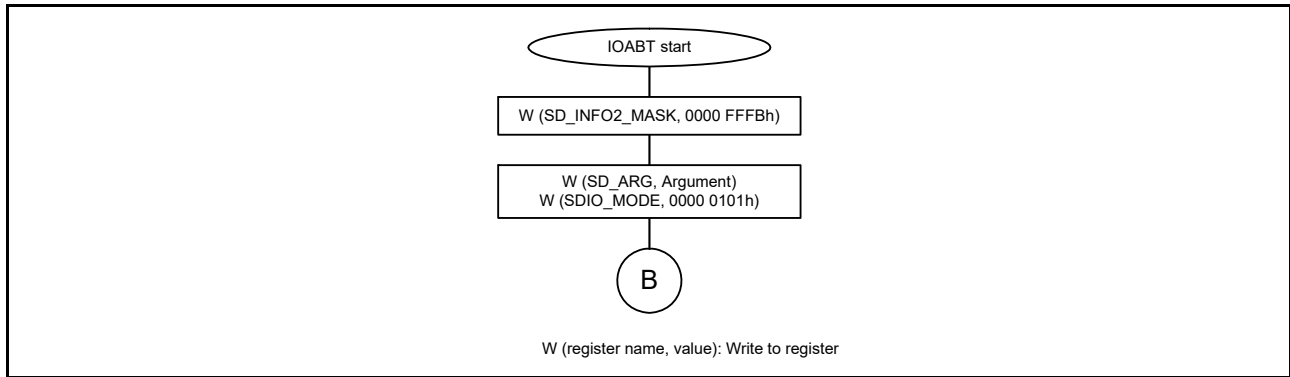 IOABT start
W (SD_INFO2_MASK, 0000 FFFBh)
W (SD_ARG, Argument)
W (SDIO_MODE, 0000 0101h)
B
W (register name, value): Write to register